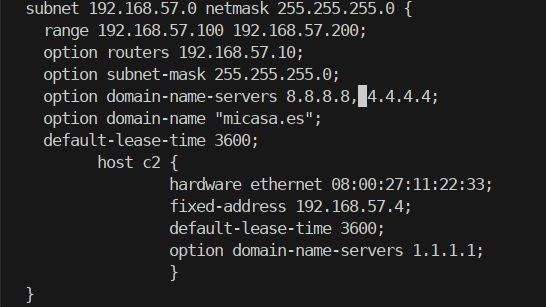 subnet 192.168.57.0 netmask 255.255.255.0 {
range 192.168.57.100 192.168.57.200;
option routers 192.168.57.10;
option subnet-mask 255.255.255.0;
option domain-name-servers 8.8.8.8, 4.4.4.4;
option domain-name "micasa.es";
default-lease-time 3600;
host c2 {
hardware ethernet 08:00:27:11:22:33;
fixed-address 192.168.57.4;
default-lease-time 3600;
option domain-name-servers 1.1.1.1;
}
}